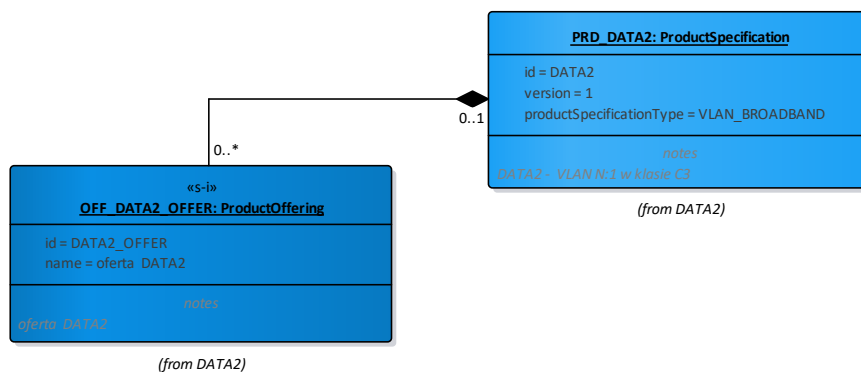 PRD_DATA2: ProductSpecification
id = DATA2
version = 1
productSpecificationType = VLAN_BROADBAND
notes
DATA2 - VLAN N:1 w klasie C3
(from DATA2)
0..1
0..*
«s-i»
OFF_DATA2_OFFER: ProductOffering
id = DATA2_OFFER
name = oferta DATA2
notes
oferta DATA2
(from DATA2)